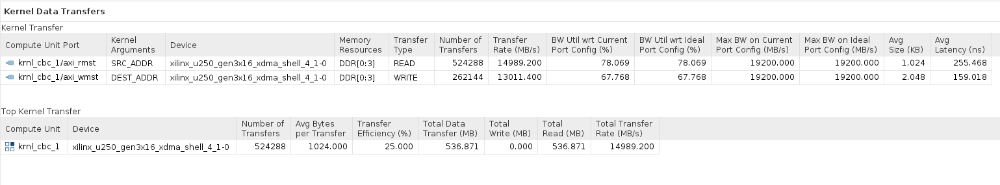 Kernel Data Transfers
Kernel Transfer
Compute Unit Port Kernel Arguments Device Memory Resources Transfer Type Number of Transfers Transfer Rate (MB/s) BW Util wrt Current Port Config (%) BW Util wrt Ideal Port Config (%) Max BW on Current Port Config (MB/s) Max BW on Ideal Port Config (MB/s) Avg Size (KB) Avg Latency (ns)
krnl_cbc_1/axi_rmst SRC_ADDR xilinx_u250_gen3x16_xdma_shell_4_1-0 DDR[0:3] READ 524288 14989.200 78.069 78.069 19200.000 19200.000 1.024 255.468
krnl_cbc_1/axi_wmst DEST_ADDR xilinx_u250_gen3x16_xdma_shell_4_1-0 DDR[0:3] WRITE 262144 13011.400 67.768 67.768 19200.000 19200.000 2.048 159.018
Top Kernel Transfer
Compute Unit Device Number of Transfers Avg Bytes per Transfer Transfer Efficiency (%) Total Data Transfer (MB) Total Write (MB) Total Read (MB) Total Transfer Rate (MB/s)
krnl_cbc_1 xilinx_u250_gen3x16_xdma_shell_4_1-0 524288 1024.000 25.000 536.871 0.000 536.871 14989.200